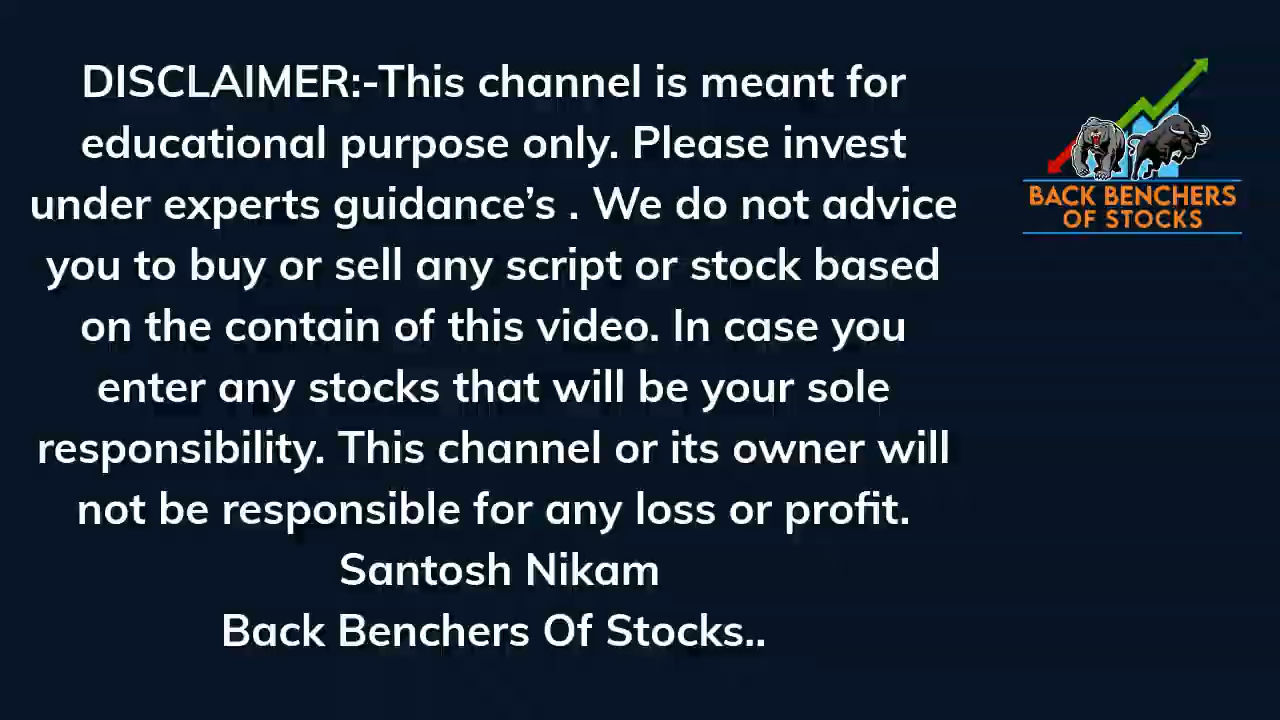 DISCLAIMER:-This channel is meant for
educational purpose only. Please invest
under experts guidance’s . We do not advice
you to buy or sell any script or stock based
on the contain of this video. In case you
enter any stocks that will be your sole
responsibility. This channel or its owner will
not be responsible for any loss or profit.
Santosh Nikam
Back Benchers Of Stocks..
BACK BENCHERS
OF STOCKS